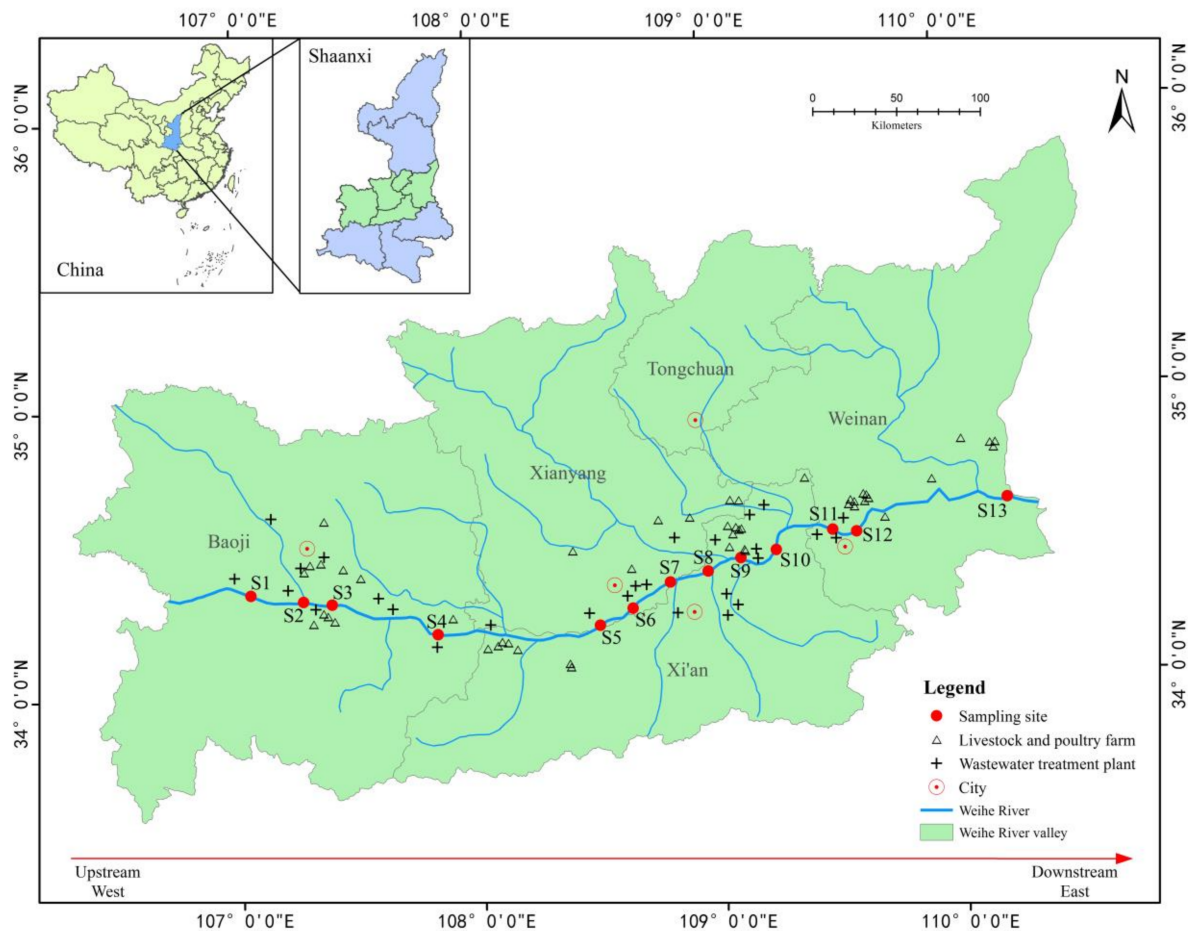 107° 0'0"E
108° 0'0"E
109° 0'0"E
110° 0'0"E
36° 0'0"N
35° 0'0"N
34° 0'0"N
36° 0'0"N
35° 0'0"N
34° 0'0"N
China
Shaanxi
0
50
100
Kilometers
N
Tongchuan
Weinan
Xianyang
Baoji
Xi'an
S1
S2
S3
S4
S5
S6
S7
S8
S9
S10
S11
S12
S13
Legend
Sampling site
Livestock and poultry farm
Wastewater treatment plant
City
Weihe River
Weihe River valley
Upstream
West
Downstream
East
107° 0'0"E
108° 0'0"E
109° 0'0"E
110° 0'0"E